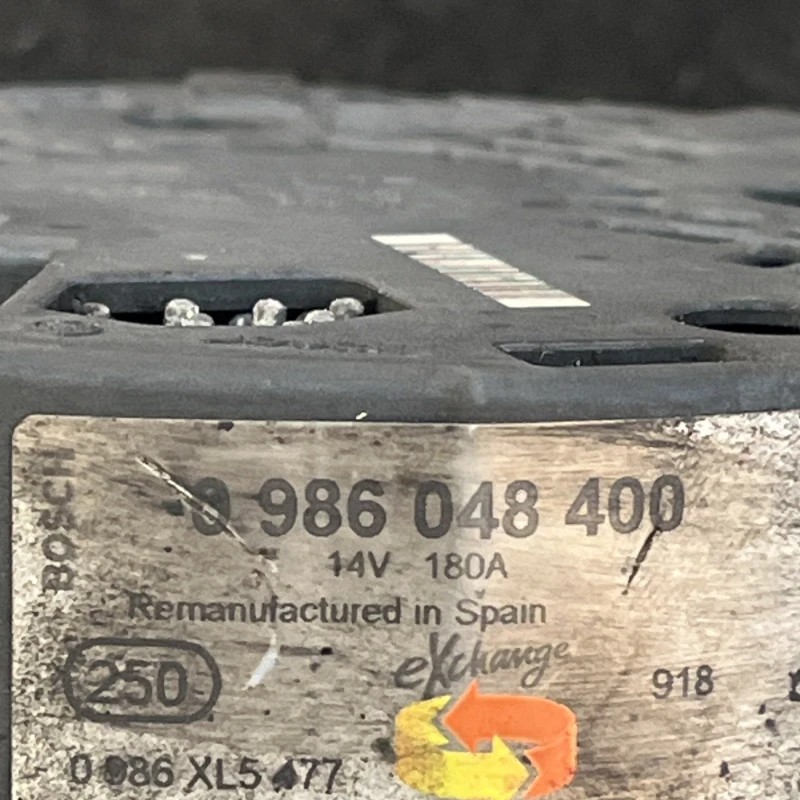 BOSCH
0 986 048 400
14V 180A
Remanufactured in Spain
eXchange
250
918
0 986 XL5 477